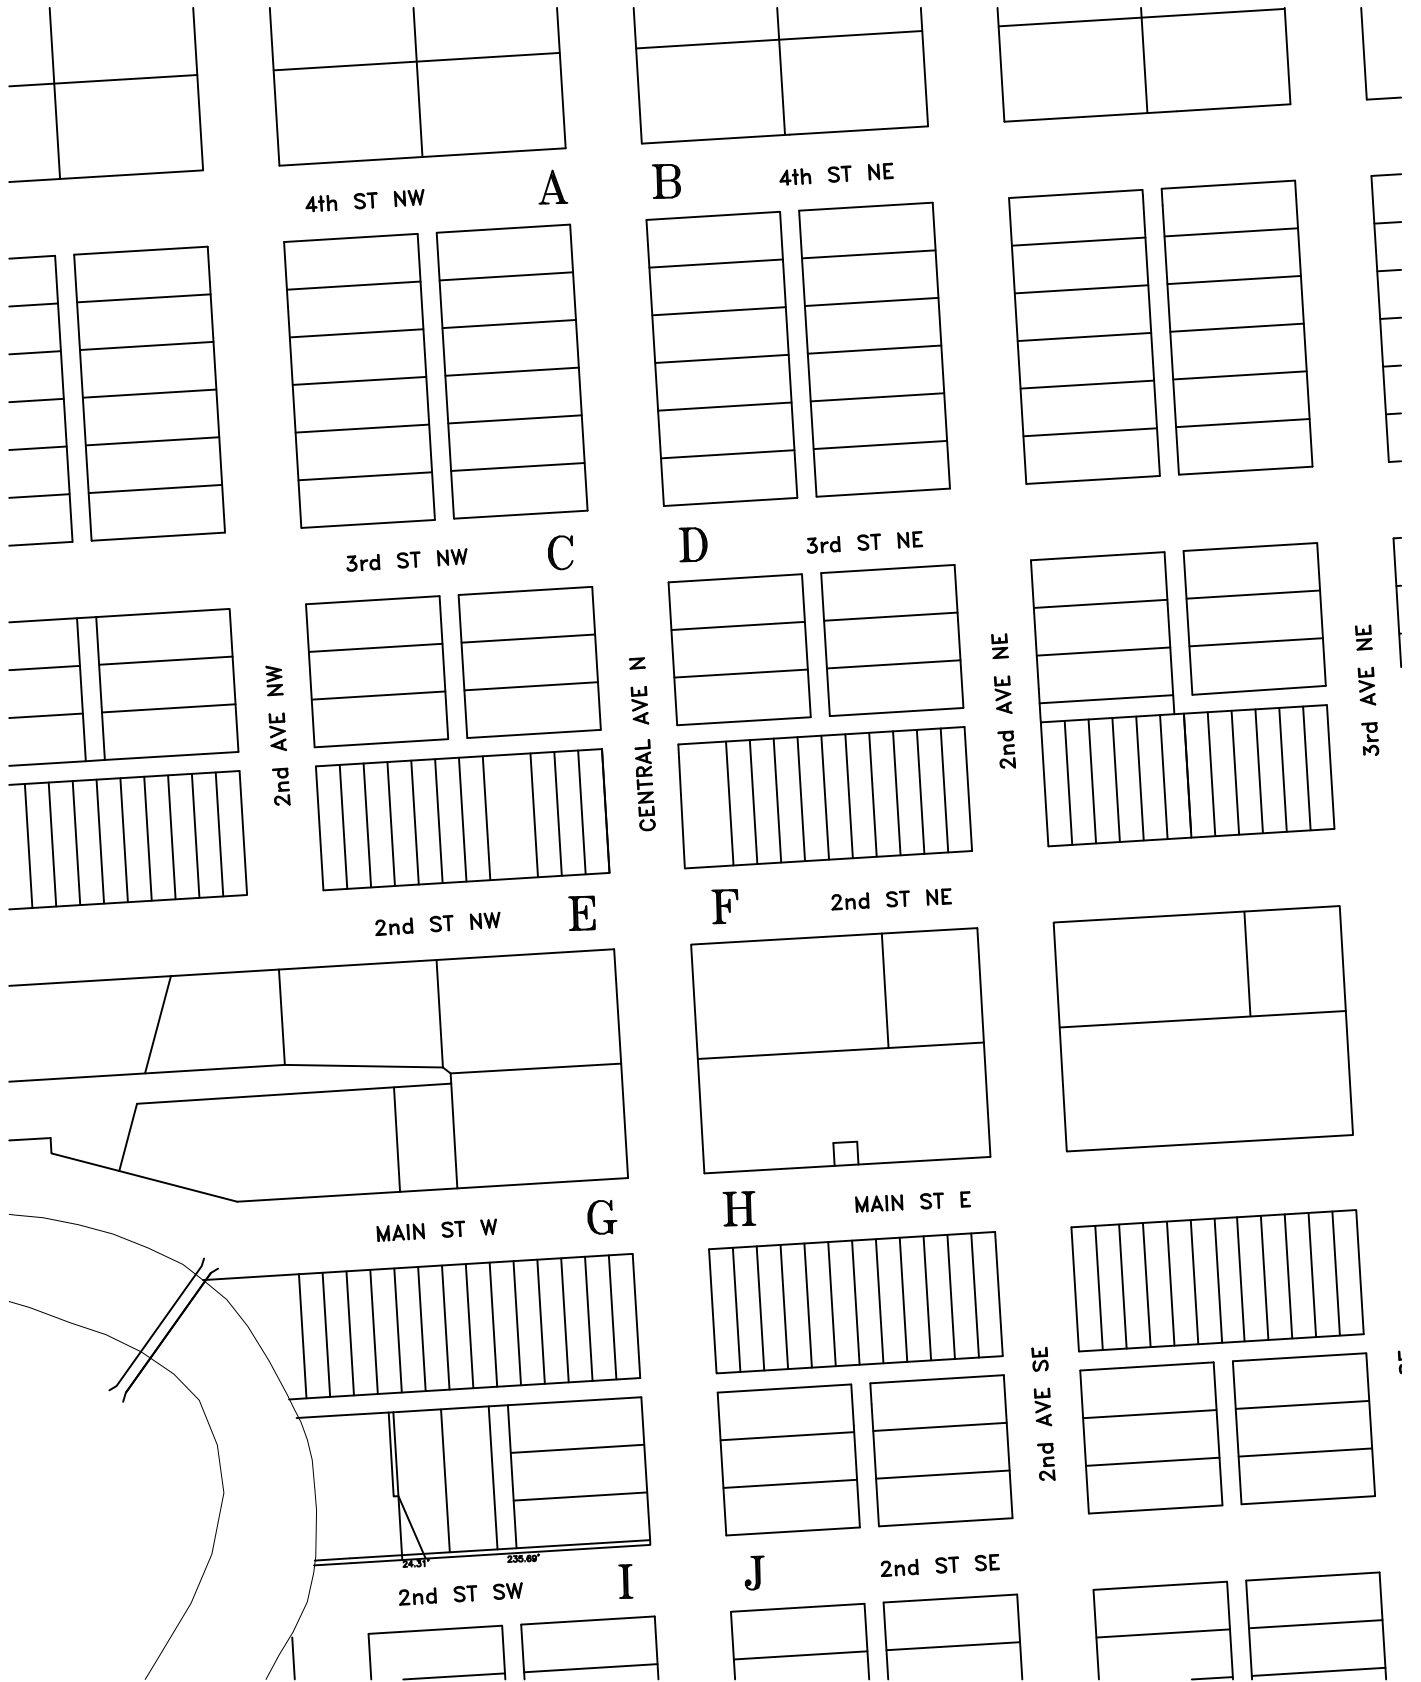 A B
4th ST NW
4th ST NE
C D
3rd ST NW
3rd ST NE
2nd AVE NW
CENTRAL AVE N
2nd AVE NE
3rd AVE NE
E F
2nd ST NW
2nd ST NE
G H
MAIN ST W
MAIN ST E
2nd AVE SE
24.31'
235.69'
I J
2nd ST SW
2nd ST SE